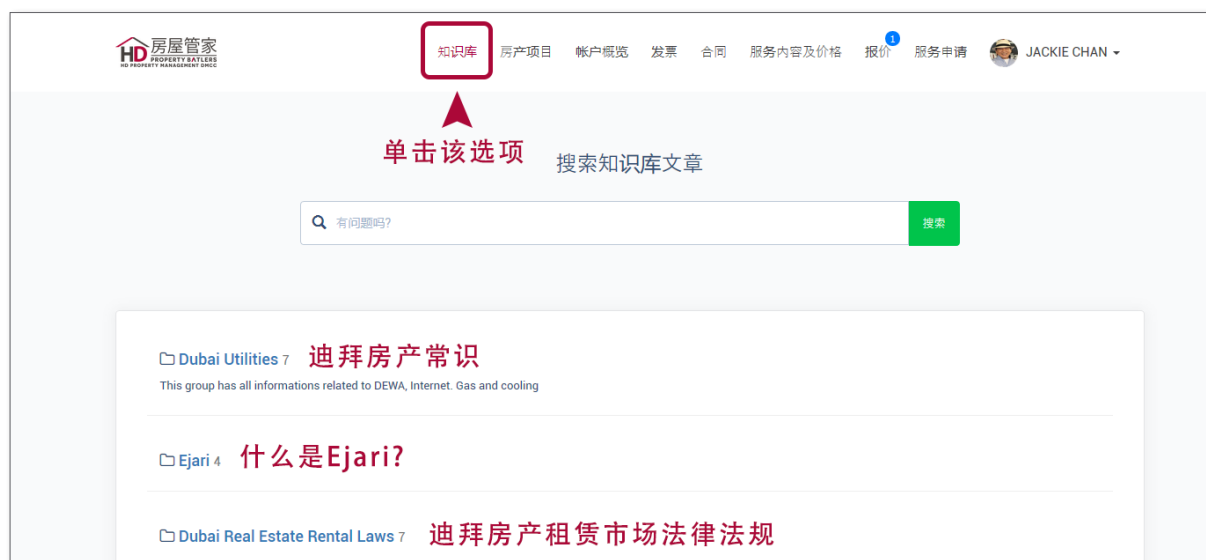 HD 房屋管家
PROPERTY BATLERS
HD PROPERTY MANAGEMENT DMCC
知识库 房产项目 帐户概览 发票 合同 服务内容及价格 报价 1 服务申请 JACKIE CHAN
单击该选项
搜索知识库文章
有问题吗? 搜索
Dubai Utilities 7 迪拜房产常识
This group has all informations related to DEWA, Internet. Gas and cooling
Ejari 4 什么是Ejari?
Dubai Real Estate Rental Laws 7 迪拜房产租赁市场法律法规